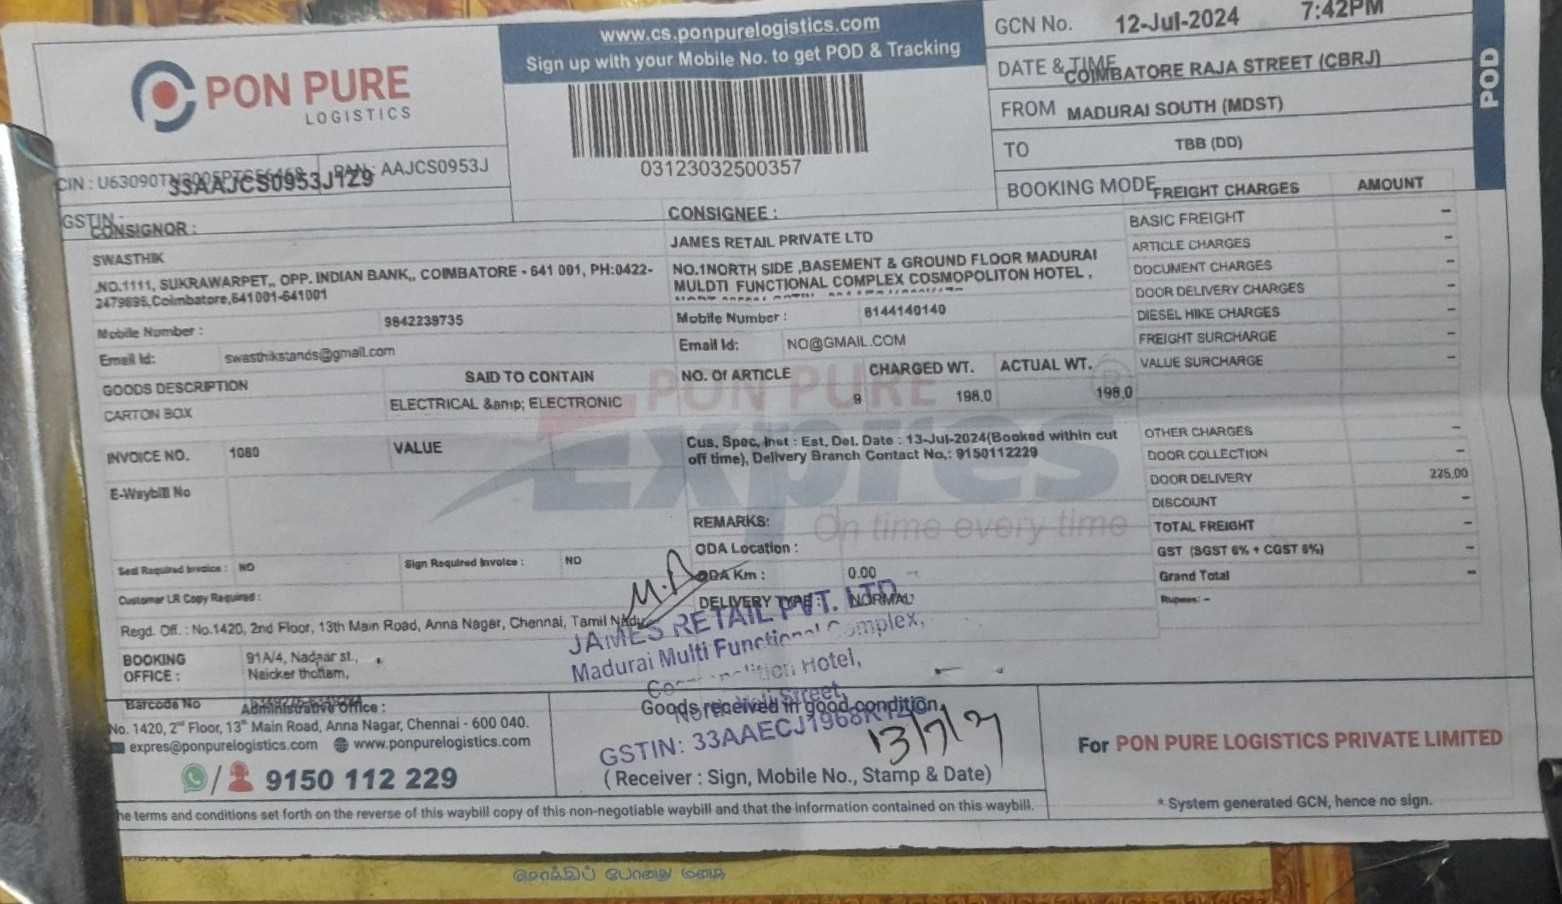 PON PURE
LOGISTICS
www.cs.ponpurelogistics.com
Sign up with your Mobile No. to get POD & Tracking
03123032500357
GCN No.
12-Jul-2024 7:42PM
DATE & TIME
COIMBATORE RAJA STREET (CBRJ)
FROM
MADURAI SOUTH (MDST)
TO
TBB (DD)
BOOKING MODE
POD
CIN : PAN : AAJCS0953J
33AAJCS0953J1Z9
GSTIN :
CONSIGNOR :
SWASTHIK
NO.1111, SUKRAWARPET,, OPP. INDIAN BANK,, COIMBATORE - 641 001, PH:0422-
2479695,Coimbatore,641001-641001
Mobile Number : 9842239735
Email Id: swasthikstands@gmail.com
CONSIGNEE :
JAMES RETAIL PRIVATE LTD
NO.1NORTH SIDE ,BASEMENT & GROUND FLOOR MADURAI
MULDTI FUNCTIONAL COMPLEX COSMOPOLITON HOTEL ,
Mobile Number : 8144140140
Email Id: NO@GMAIL.COM
GOODS DESCRIPTION SAID TO CONTAIN NO. Of ARTICLE CHARGED WT. ACTUAL WT.
CARTON BOX ELECTRICAL &amp; ELECTRONIC 9 198.0 198.0
INVOICE NO. 1080 VALUE
Cus. Spec. Inst : Est. Del. Date : 13-Jul-2024(Booked within cut
off time), Delivery Branch Contact No,: 9150112229
E-Waybill No
REMARKS:
ODA Location :
ODA Km : 0.00
DELIVERY TYPE : NORMAL
Seal Required Invoice : NO Sign Required Invoice : NO
Customer LR Copy Required :
Regd. Off. : No.1420, 2nd Floor, 13th Main Road, Anna Nagar, Chennai, Tamil Nadu
BOOKING
OFFICE :
91A/4, Nadaar st.,
Naicker thottam,
Barcode No
FREIGHT CHARGES AMOUNT
BASIC FREIGHT -
ARTICLE CHARGES -
DOCUMENT CHARGES -
DOOR DELIVERY CHARGES -
DIESEL HIKE CHARGES -
FREIGHT SURCHARGE -
VALUE SURCHARGE -
OTHER CHARGES -
DOOR COLLECTION -
DOOR DELIVERY 225.00
DISCOUNT -
TOTAL FREIGHT -
GST (SGST 6% + CGST 6%) -
Grand Total -
Rupees: -
PON PURE
Expres
On time every time
JAMES RETAIL PVT. LTD
Madurai Multi Functional Complex,
Hotel,
Street,
GSTIN: 33AAECJ1968K
Administrative Office :
No. 1420, 2nd Floor, 13th Main Road, Anna Nagar, Chennai - 600 040.
expres@ponpurelogistics.com www.ponpurelogistics.com
9150 112 229
Goods received in good condition
13/7/2
(Receiver : Sign, Mobile No., Stamp & Date)
For PON PURE LOGISTICS PRIVATE LIMITED
* System generated GCN, hence no sign.
he terms and conditions set forth on the reverse of this waybill copy of this non-negotiable waybill and that the information contained on this waybill.